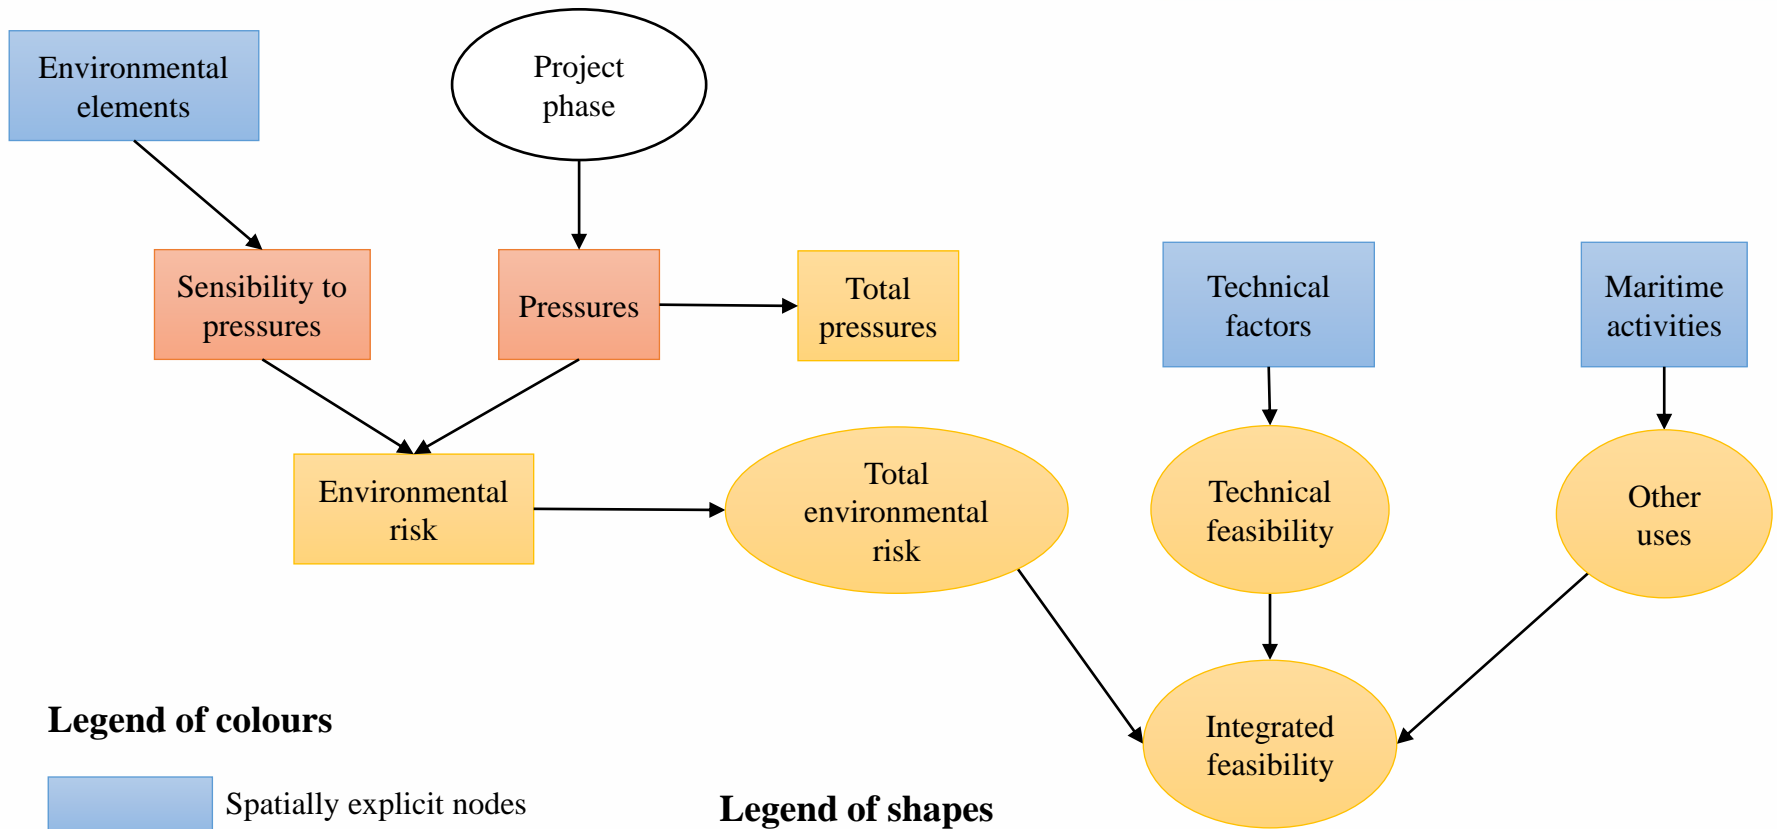 Environmental
elements
Project
phase
Sensibility to
pressures
Pressures
Total
pressures
Technical
factors
Maritime
activities
Environmental
risk
Total
environmental
risk
Technical
feasibility
Other
uses
Integrated
feasibility
Legend of colours
Spatially explicit nodes
Legend of shapes